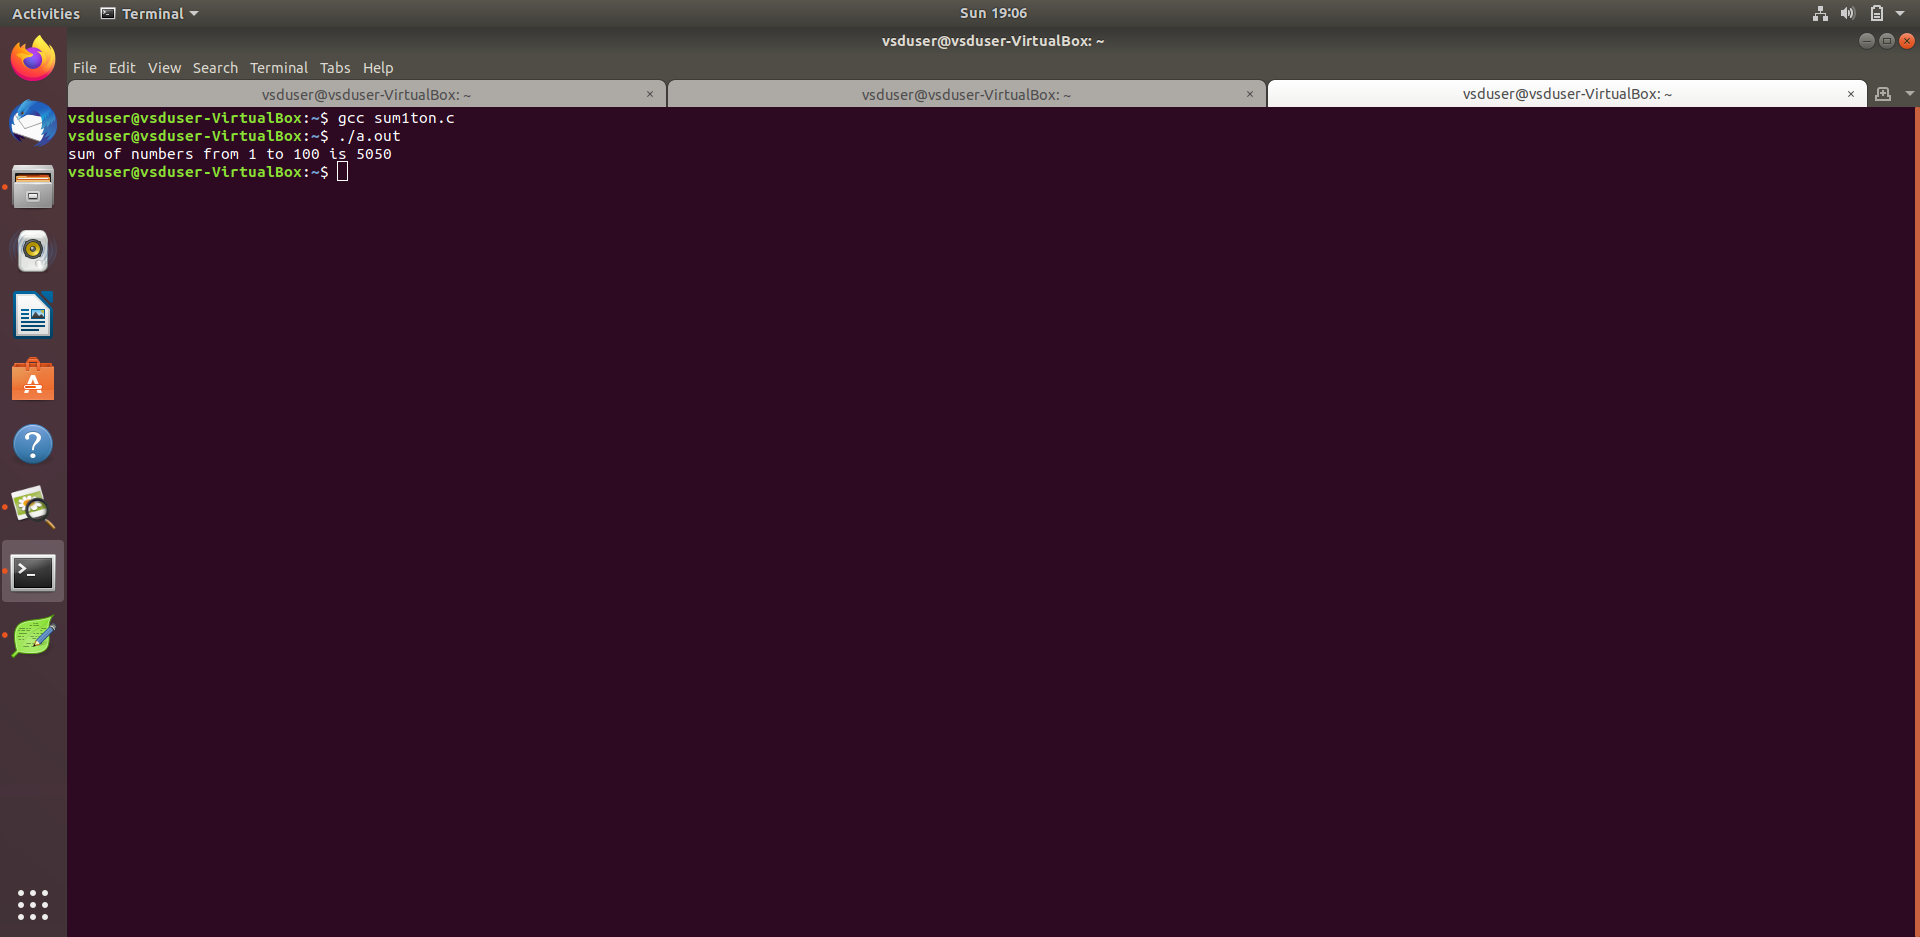 Activities Terminal Sun 19:06
vsduser@vsduser-VirtualBox: ~
File Edit View Search Terminal Tabs Help
vsduser@vsduser-VirtualBox: ~ vsduser@vsduser-VirtualBox: ~ vsduser@vsduser-VirtualBox: ~
vsduser@vsduser-VirtualBox:~$ gcc sum1ton.c
vsduser@vsduser-VirtualBox:~$ ./a.out
sum of numbers from 1 to 100 is 5050
vsduser@vsduser-VirtualBox:~$